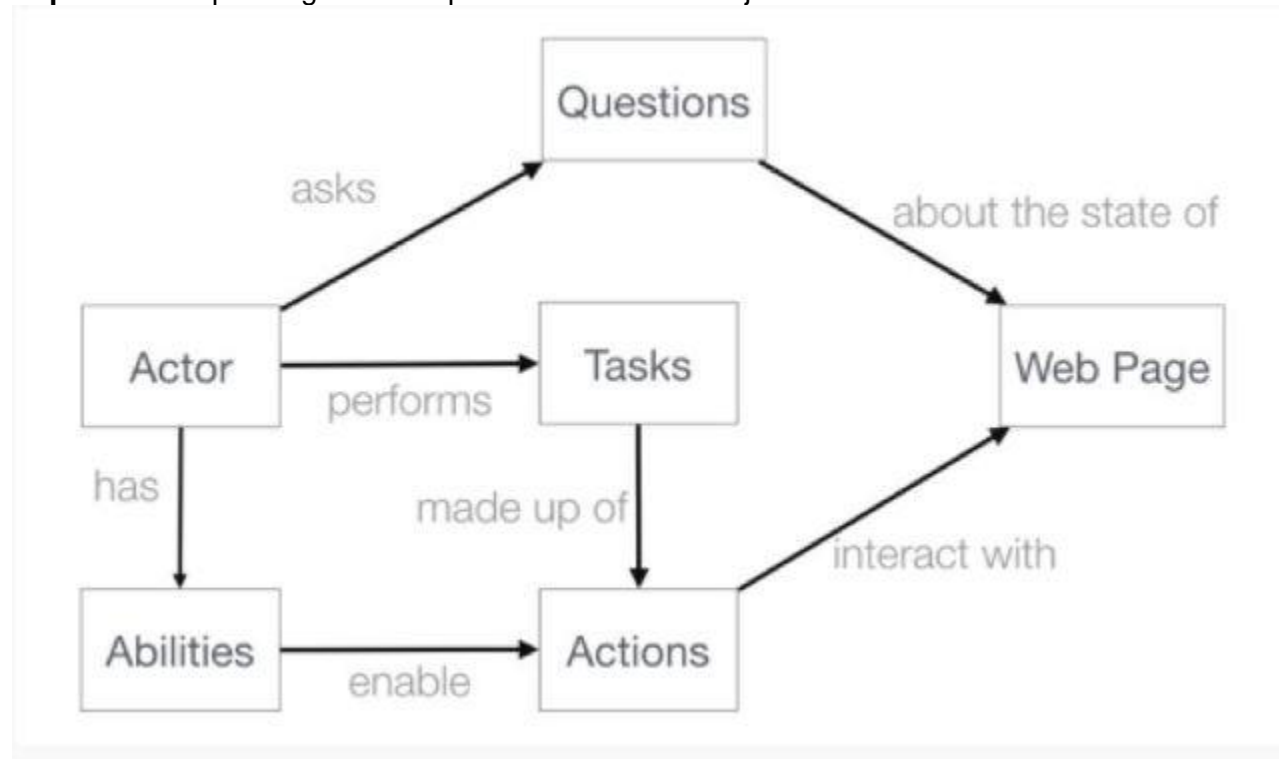 Questions
asks
about the state of
Actor
Tasks
Web Page
performs
has
made up of
interact with
Abilities
Actions
enable